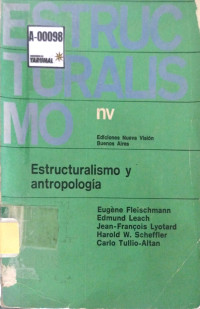 ESTRUC
TURALIS
MO
A-00098
nv
Ediciones Nueva Visión
Buenos Aires
Estructuralismo y
antropología
Eugène Fleischmann
Edmund Leach
Jean-François Lyotard
Harold W. Scheffler
Carlo Tullio-Altan